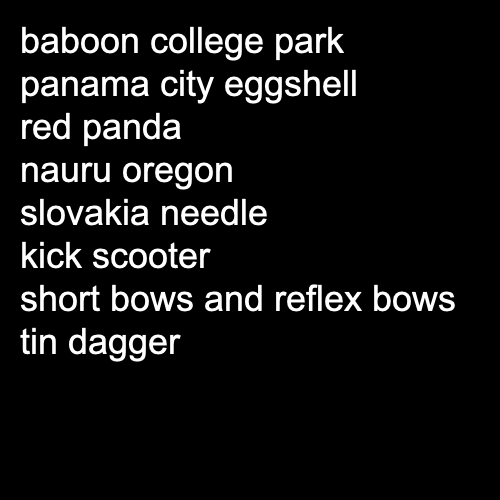 baboon college park
panama city eggshell
red panda
nauru oregon
slovakia needle
kick scooter
short bows and reflex bows
tin dagger